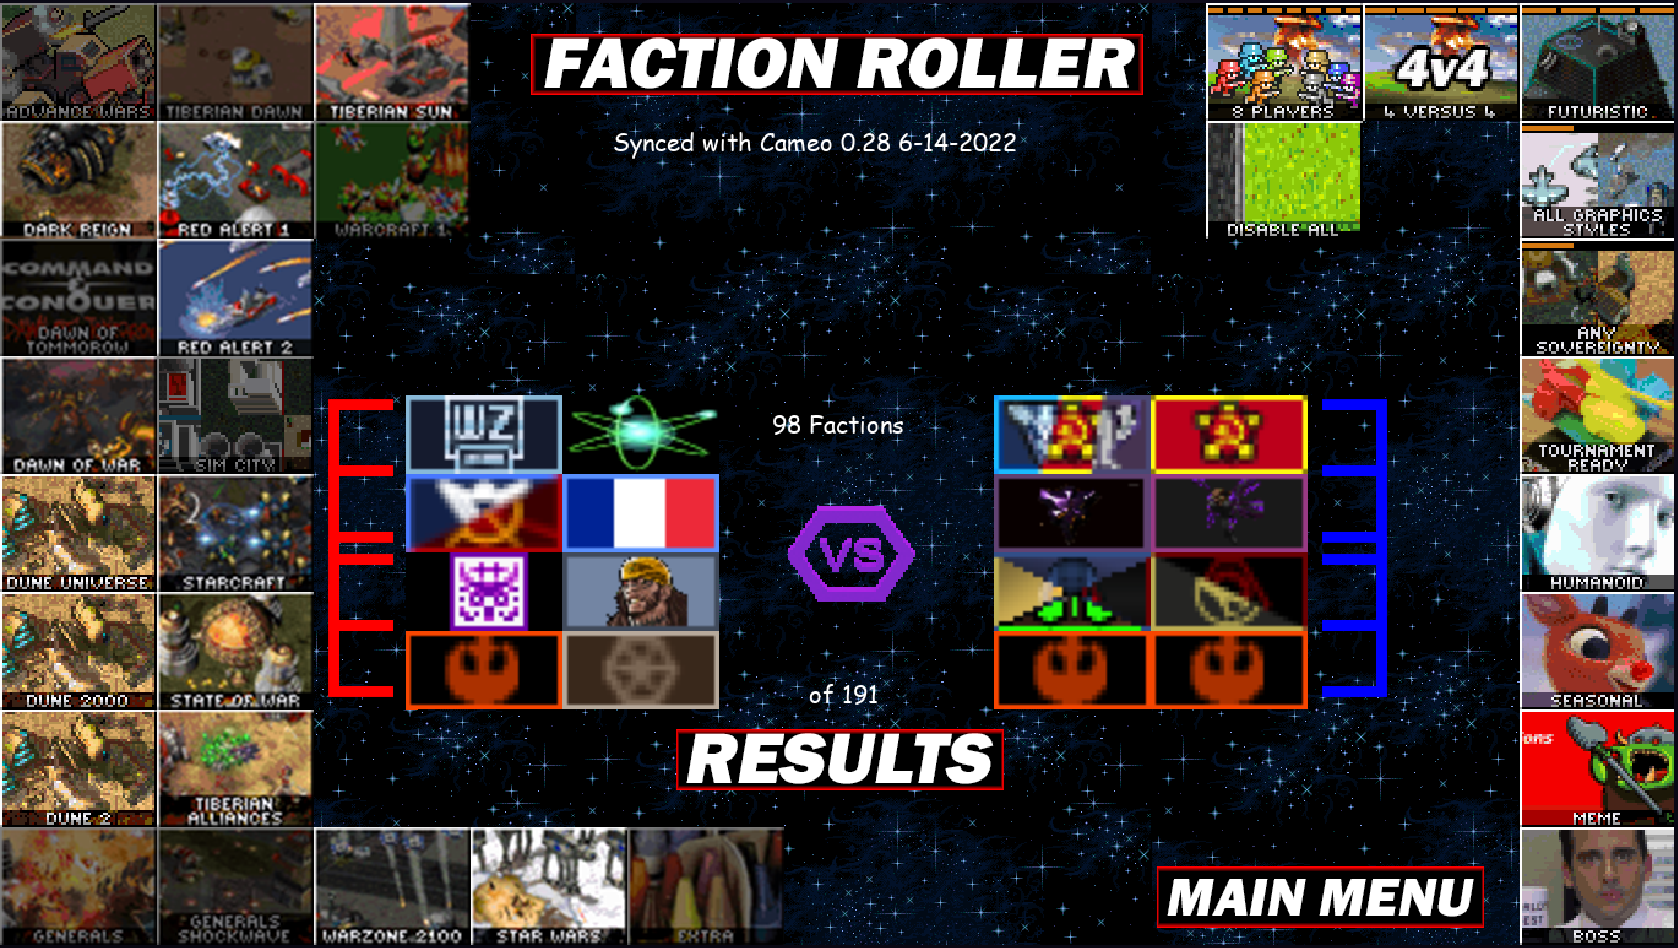 FACTION ROLLER
Synced with Cameo 0.28 6-14-2022
ADVANCE WARS
TIBERIAN DAWN
TIBERIAN SUN
8 PLAYERS
4v4
4 VERSUS 4
FUTURISTIC
DARK REIGN
RED ALERT 1
WARCRAFT 1
DISABLE ALL
ALL GRAPHICS
STYLES
COMMAND
&
CONQUER
DAWN OF
TOMMOROW
RED ALERT 2
ANY
SOVEREIGNTY
DAWN OF WAR
SIM CITY
WZ
98 Factions
TOURNAMENT
READY
DUNE UNIVERSE
STARCRAFT
VS
HUMANOID
DUNE 2000
STATE OF WAR
of 191
SEASONAL
RESULTS
DUNE 2
TIBERIAN
ALLIANCES
ons
MEME
GENERALS
GENERALS
SHOCKWAVE
WARZONE 2100
STAR WARS
EXTRA
MAIN MENU
BOSS